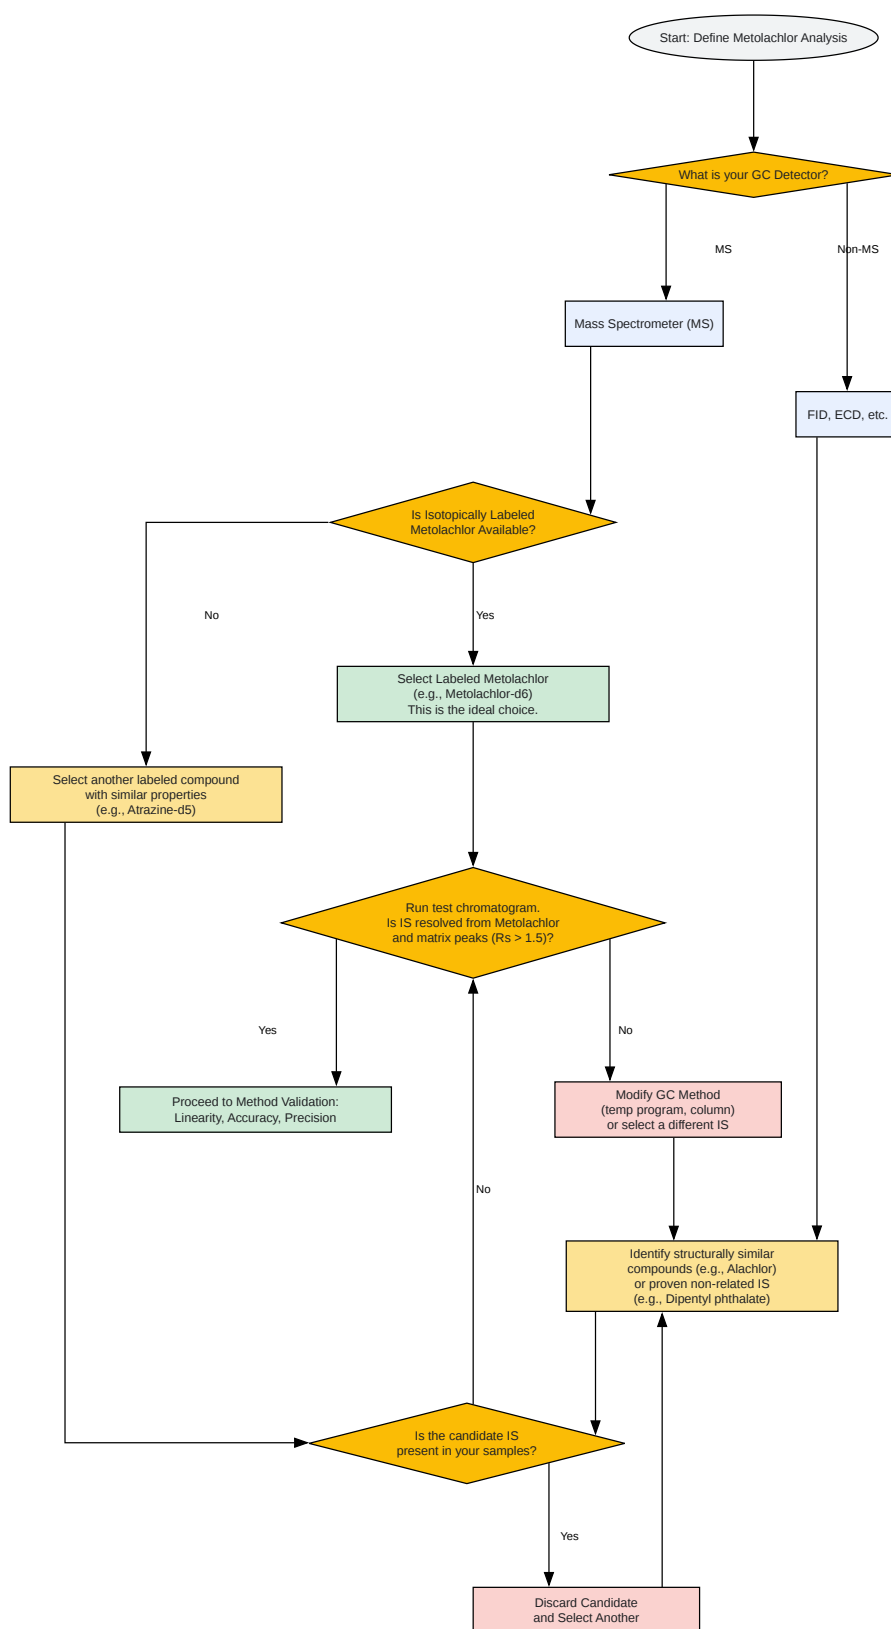 Start: Define Metolachlor Analysis
What is your GC Detector?
MS
Non-MS
Mass Spectrometer (MS)
FID, ECD, etc.
Is Isotopically Labeled
Metolachlor Available?
No
Yes
Select Labeled Metolachlor
(e.g., Metolachlor-d6)
This is the ideal choice.
Select another labeled compound
with similar properties
(e.g., Atrazine-d5)
Run test chromatogram.
Is IS resolved from Metolachlor
and matrix peaks (Rs > 1.5)?
Yes
No
Proceed to Method Validation:
Linearity, Accuracy, Precision
Modify GC Method
(temp program, column)
or select a different IS
No
Identify structurally similar
compounds (e.g., Alachlor)
or proven non-related IS
(e.g., Dipentyl phthalate)
Is the candidate IS
present in your samples?
Yes
Discard Candidate
and Select Another